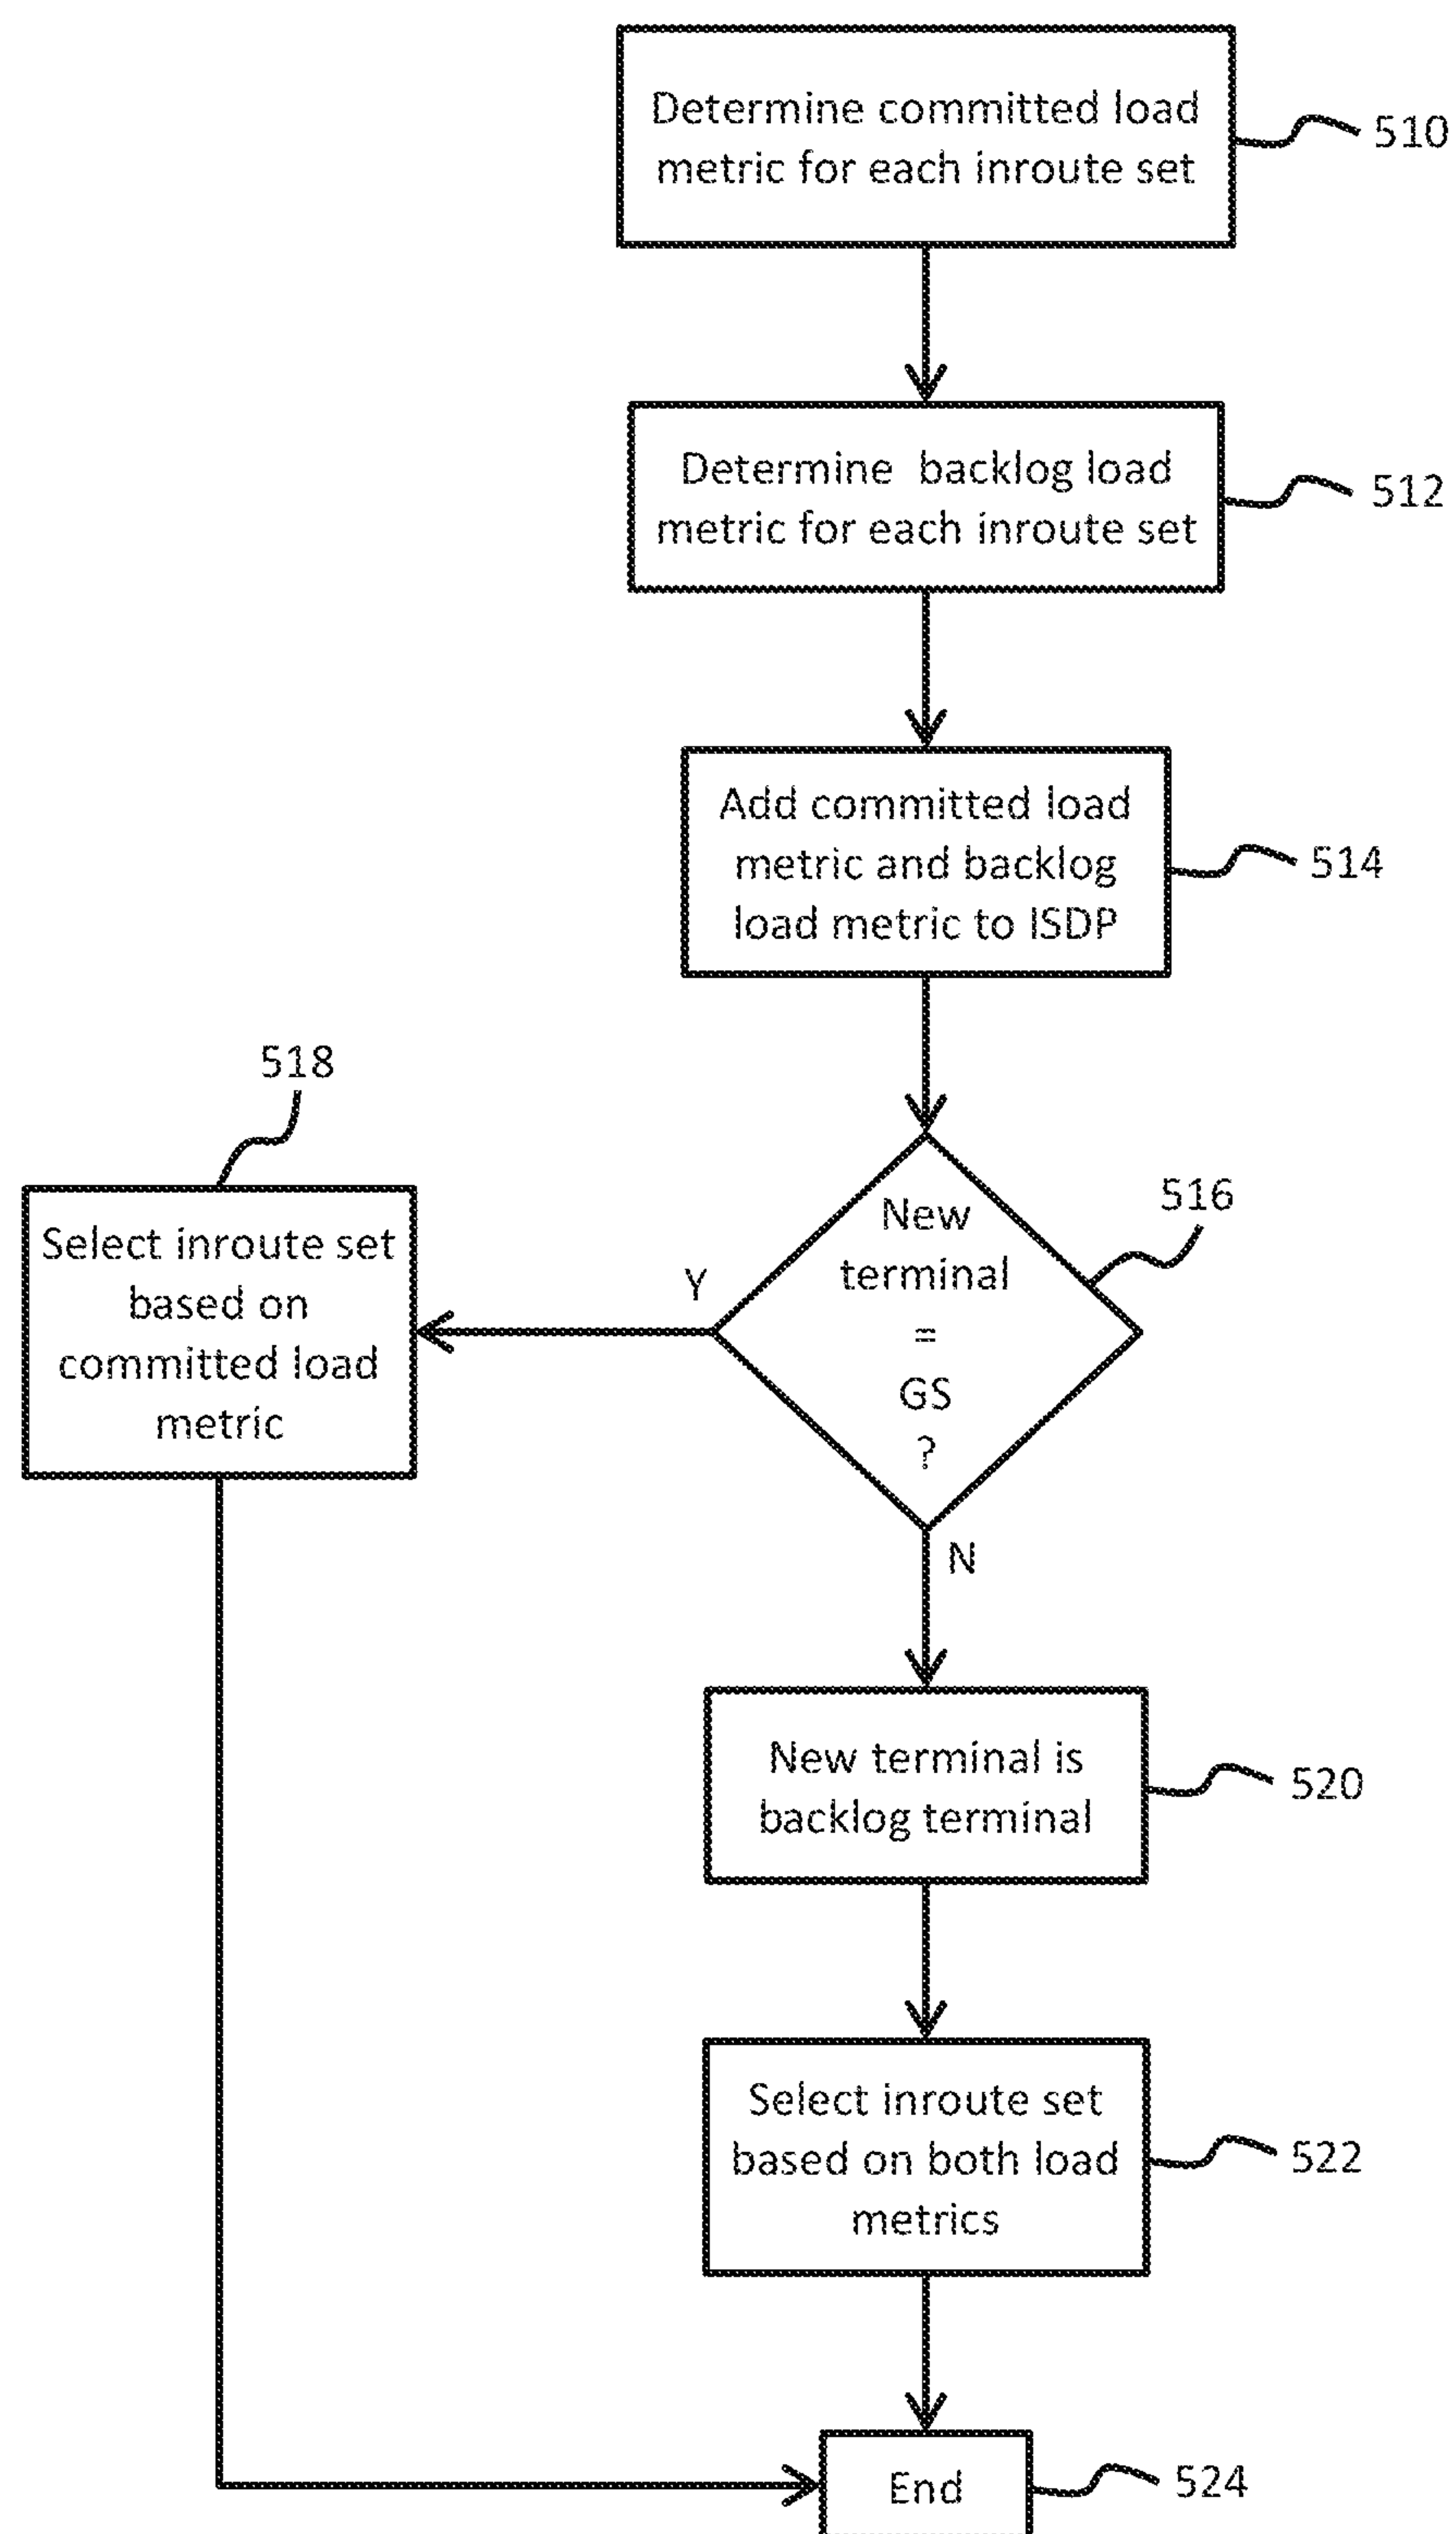 Determine committed load
metric for each inroute set
510
Determine backlog load
metric for each inroute set
512
Add committed load
metric and backlog
load metric to ISDP
514
518
Select inroute set
based on
committed load
metric
Y
New
terminal
=
GS
?
516
N
New terminal is
backlog terminal
520
Select inroute set
based on both load
metrics
522
End
524